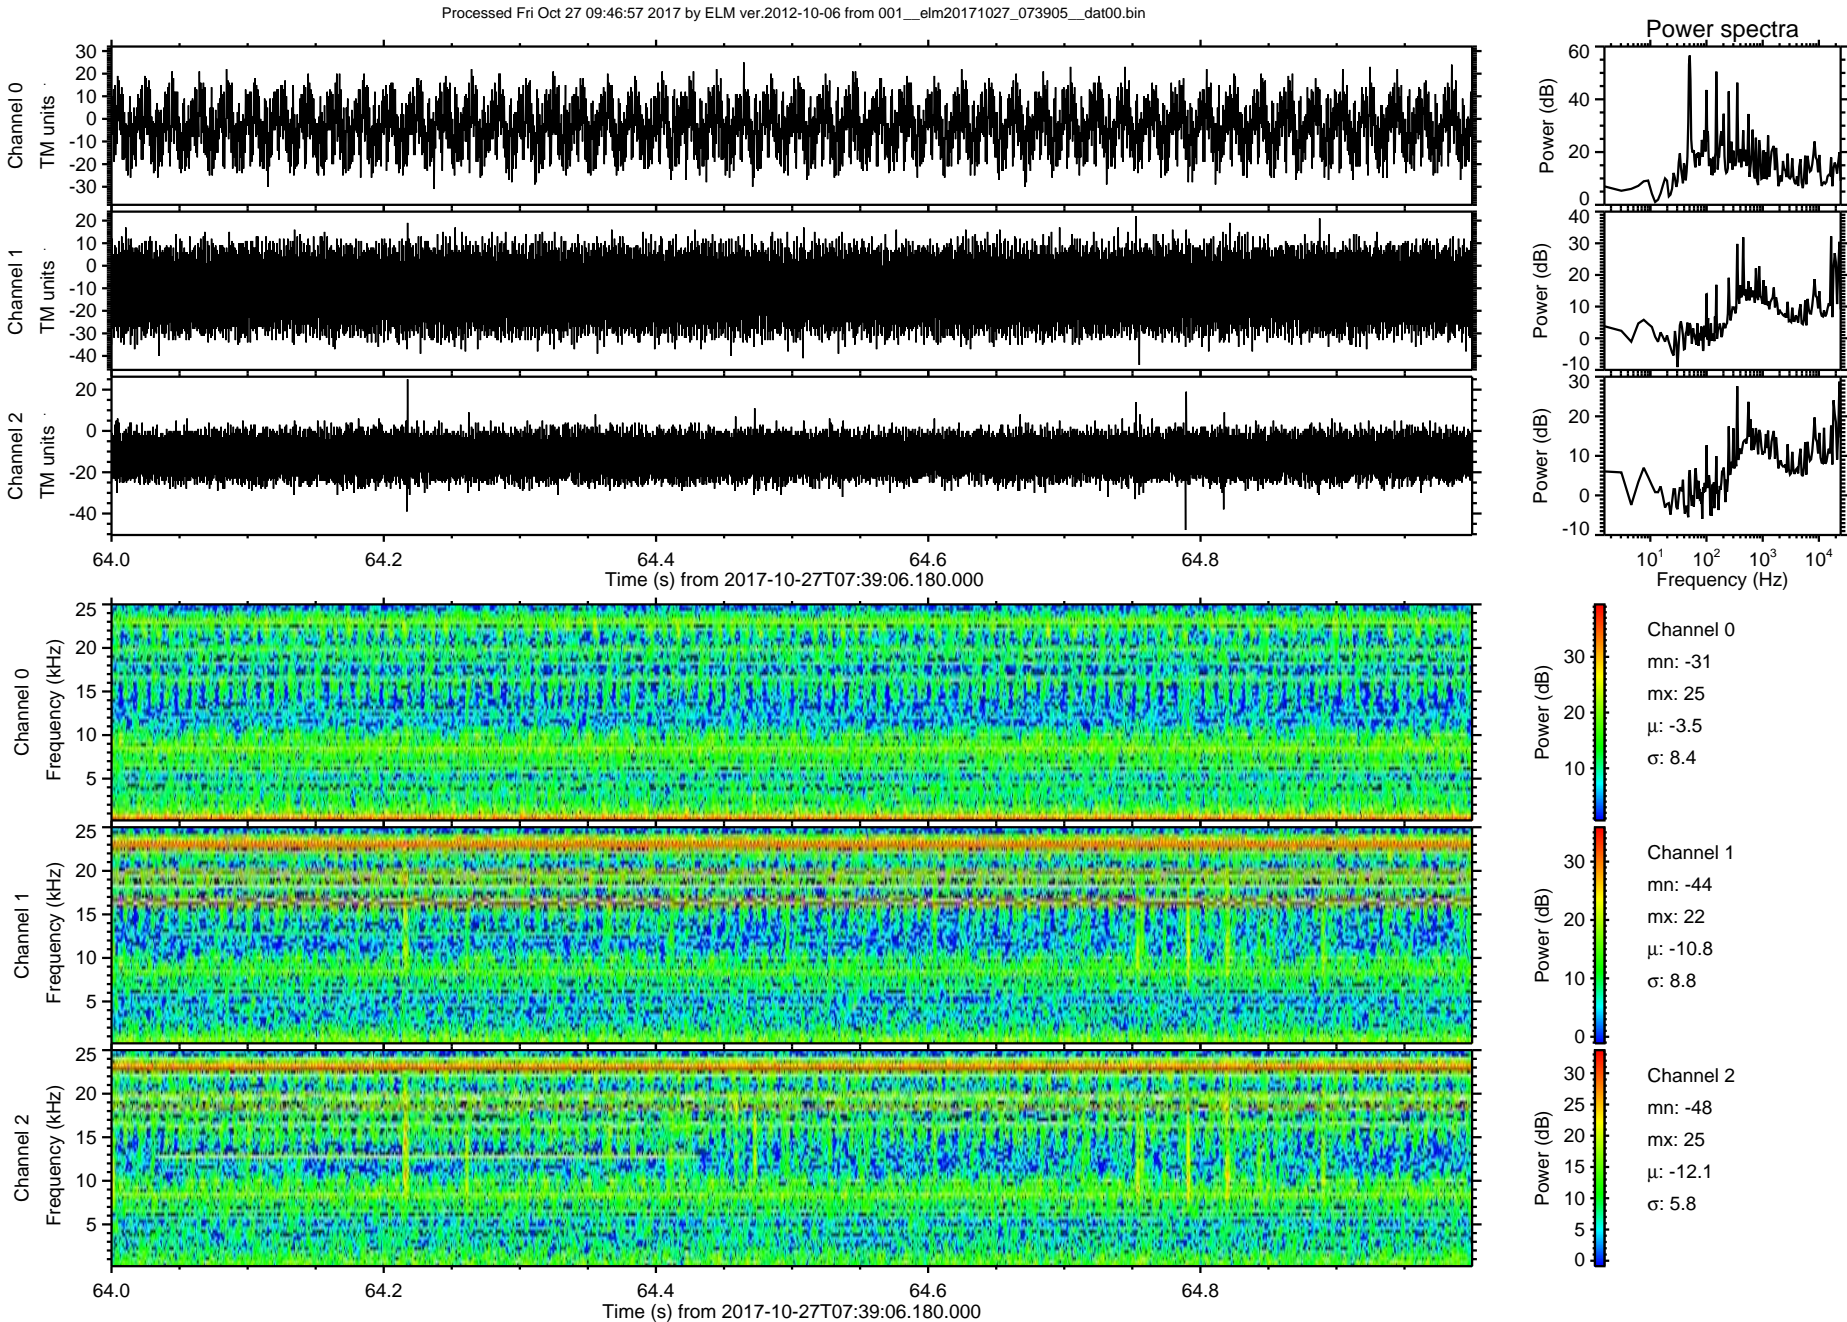 Processed Fri Oct 27 09:46:57 2017 by ELM ver.2012-10-06 from 001__elm20171027_073905__dat00.bin
Power spectra
Channel 0
TM units
30
20
10
0
-10
-20
-30
Power (dB)
60
40
20
0
Channel 1
TM units
20
10
0
-10
-20
-30
-40
Power (dB)
40
30
20
10
0
-10
Channel 2
TM units
20
0
-20
-40
Power (dB)
30
20
10
0
-10
64.0 64.2 64.4 64.6 64.8
Time (s) from 2017-10-27T07:39:06.180.000
10^1 10^2 10^3 10^4
Frequency (Hz)
Channel 0
Frequency (kHz)
25
20
15
10
5
Power (dB)
30
20
10
Channel 0
mn: -31
mx: 25
μ: -3.5
σ: 8.4
Channel 1
Frequency (kHz)
25
20
15
10
5
Power (dB)
30
20
10
0
Channel 1
mn: -44
mx: 22
μ: -10.8
σ: 8.8
Channel 2
Frequency (kHz)
25
20
15
10
5
Power (dB)
30
25
20
15
10
5
0
Channel 2
mn: -48
mx: 25
μ: -12.1
σ: 5.8
64.0 64.2 64.4 64.6 64.8
Time (s) from 2017-10-27T07:39:06.180.000